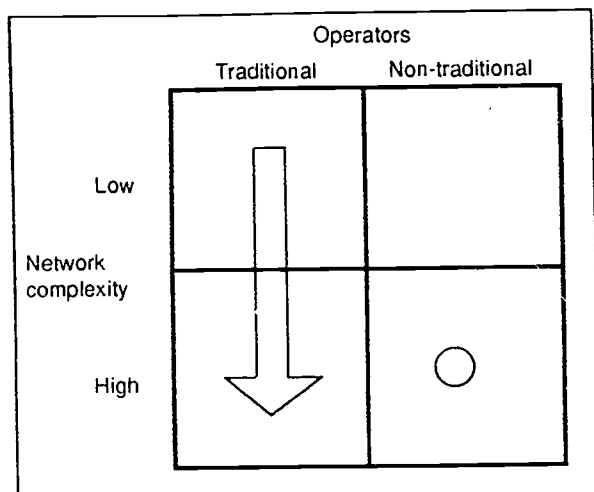 Operators
Traditional Non-traditional
Low
Network
complexity
High